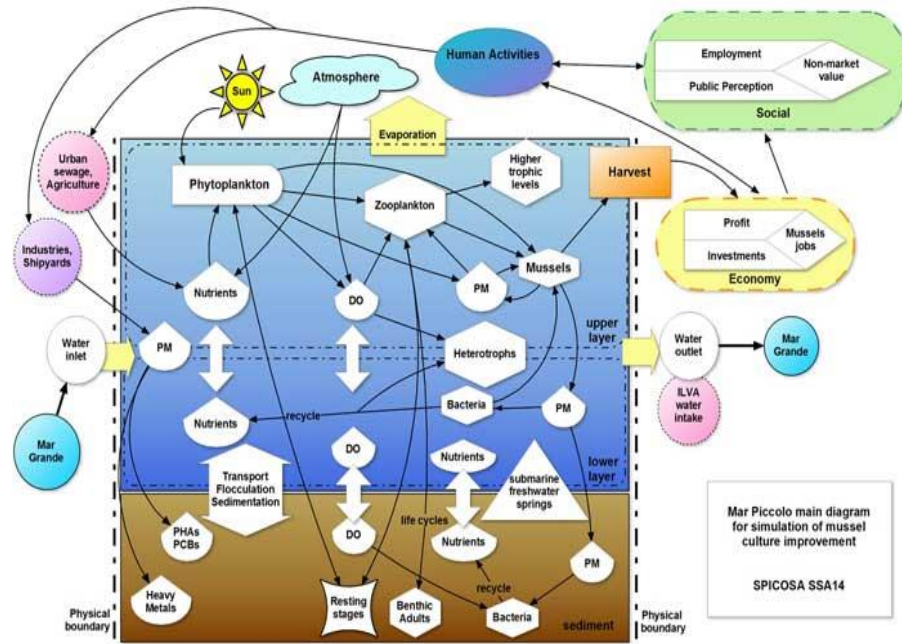 Human Activities
Employment
Public Perception
Non-market
value
Social
Sun
Atmosphere
Evaporation
Urban
sewage,
Agriculture
Phytoplankton
Zooplankton
Higher
trophic
levels
Harvest
Profit
Investments
Mussels
jobs
Economy
Industries,
Shipyards
Nutrients
DO
PM
Mussels
Water
inlet
PM
Heterotrophs
upper
layer
Water
outlet
Mar
Grande
Bacteria
PM
recycle
Nutrients
ILVA
water
intake
Mar
Grande
DO
Nutrients
lower
layer
Transport
Flocculation
Sedimentation
submarine
freshwater
springs
PHAs
PCBs
DO
life cycles
Nutrients
PM
recycle
Heavy
Metals
Resting
stages
Benthic
Adults
Bacteria
sediment
Physical
boundary
Physical
boundary
Mar Piccolo main diagram
for simulation of mussel
culture improvement
SPICOSA SSA14